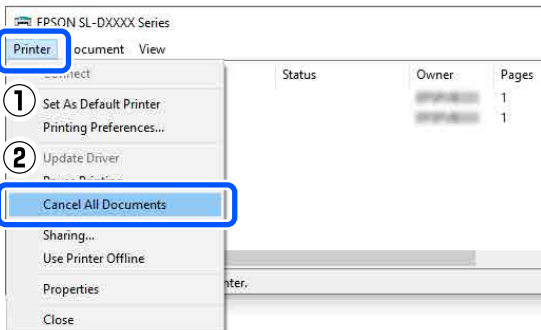 EPSON SL-DXXXX Series
Printer ocument View
nnect Status Owner Pages
① Set As Default Printer 1
Printing Preferences... 1
② Update Driver
Cancel All Documents
Sharing...
Use Printer Offline
Properties nter.
Close